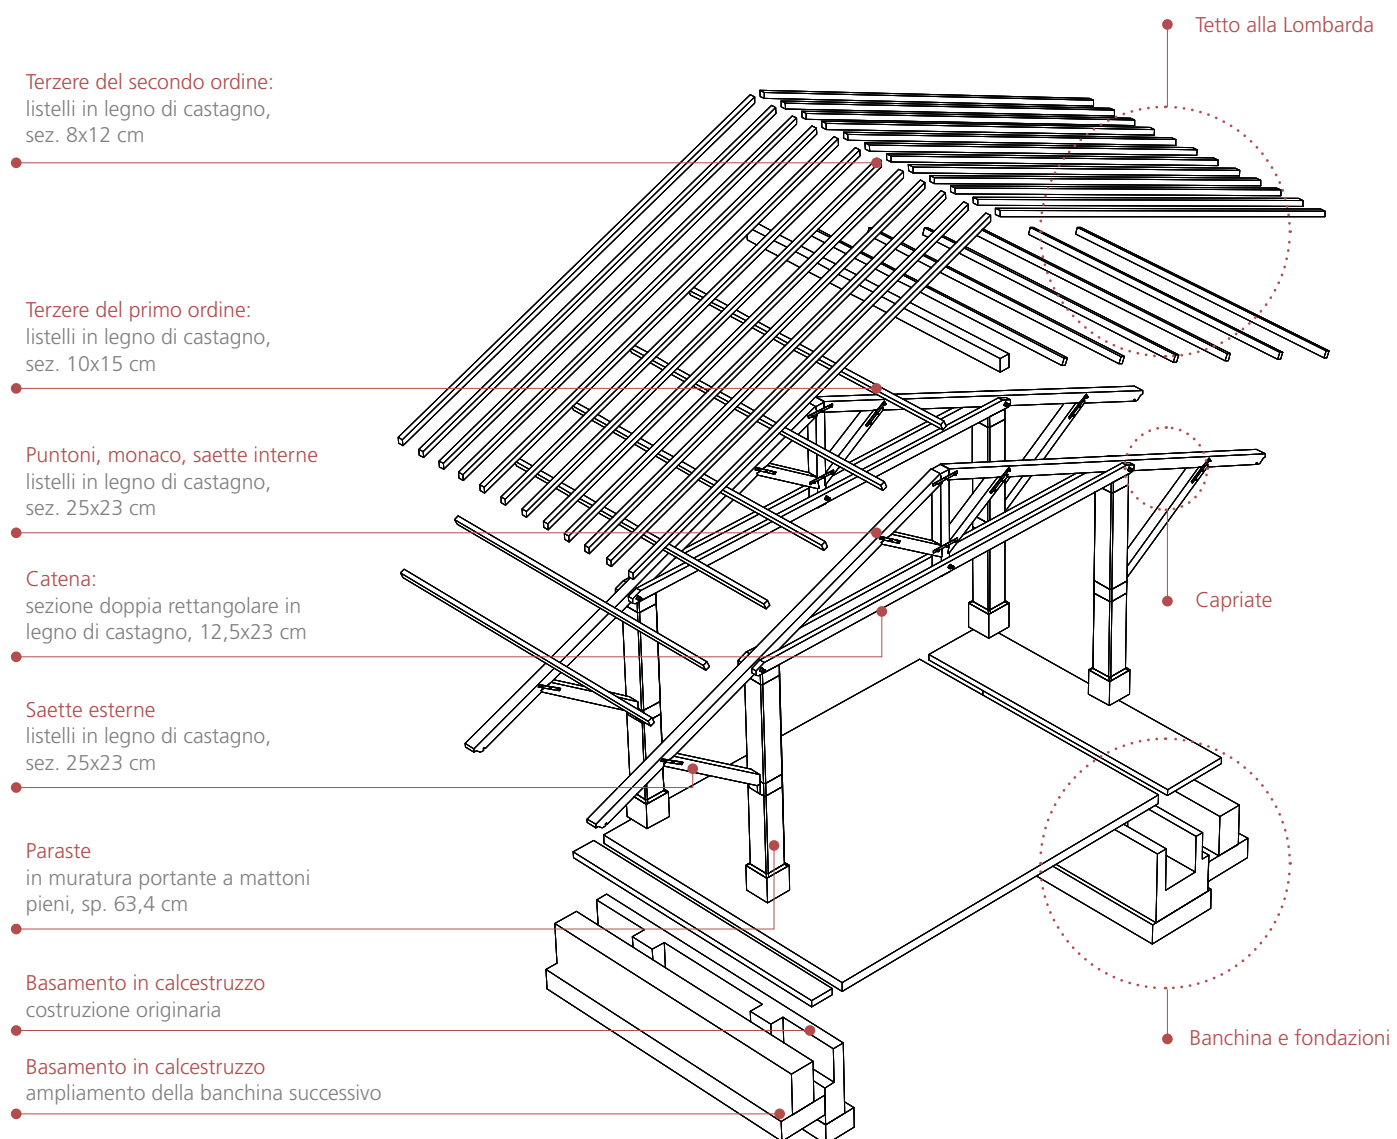 Tetto alla Lombarda
Terzere del secondo ordine:
listelli in legno di castagno,
sez. 8x12 cm
Terzere del primo ordine:
listelli in legno di castagno,
sez. 10x15 cm
Puntoni, monaco, saette interne
listelli in legno di castagno,
sez. 25x23 cm
Catena:
sezione doppia rettangolare in
legno di castagno, 12,5x23 cm
Capriate
Saette esterne
listelli in legno di castagno,
sez. 25x23 cm
Paraste
in muratura portante a mattoni
pieni, sp. 63,4 cm
Basamento in calcestruzzo
costruzione originaria
Banchina e fondazioni
Basamento in calcestruzzo
ampliamento della banchina successivo